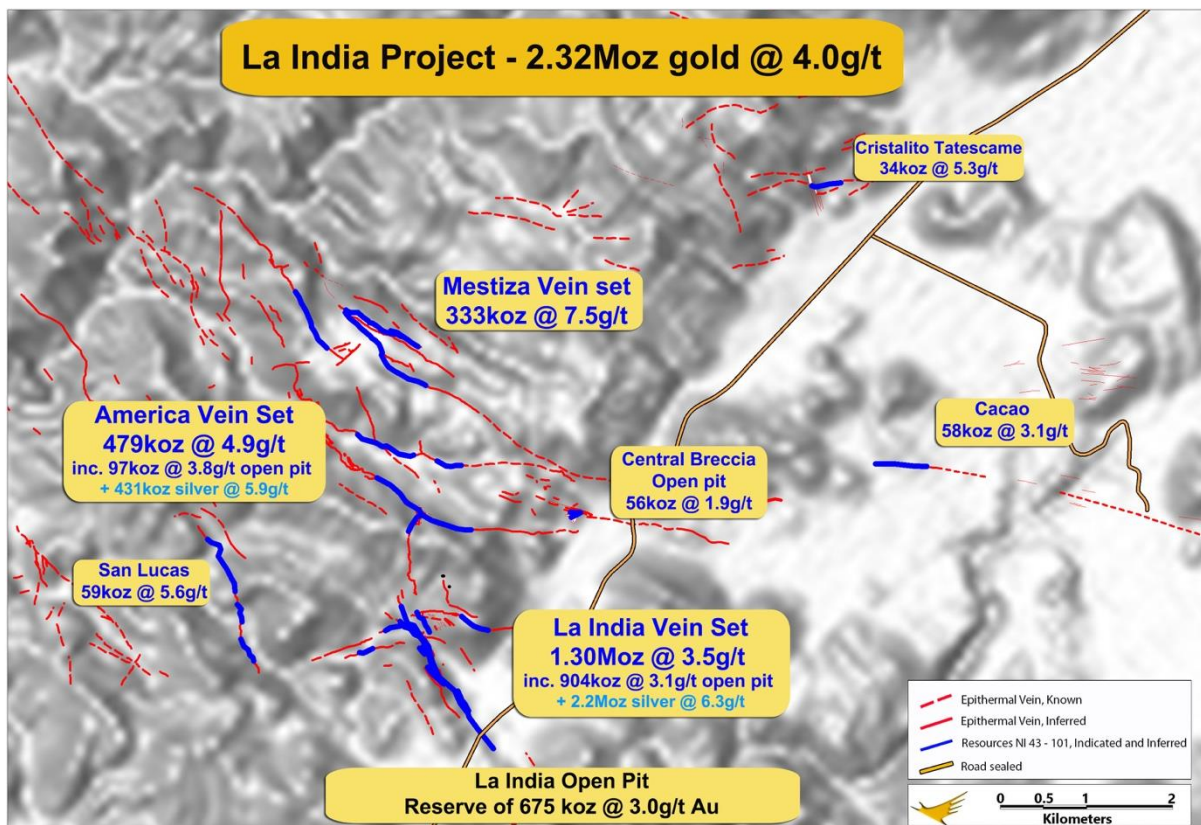 La India Project - 2.32Moz gold @ 4.0g/t
Cristalito Tatescame
34koz @ 5.3g/t
Mestiza Vein set
333koz @ 7.5g/t
America Vein Set
479koz @ 4.9g/t
inc. 97koz @ 3.8g/t open pit
+ 431koz silver @ 5.9g/t
Cacao
58koz @ 3.1g/t
Central Breccia
Open pit
56koz @ 1.9g/t
San Lucas
59koz @ 5.6g/t
La India Vein Set
1.30Moz @ 3.5g/t
inc. 904koz @ 3.1g/t open pit
+ 2.2Moz silver @ 6.3g/t
La India Open Pit
Reserve of 675 koz @ 3.0g/t Au
Epithermal Vein, Known
Epithermal Vein, Inferred
Resources NI 43 - 101, Indicated and Inferred
Road sealed
0 0.5 1 2
Kilometers